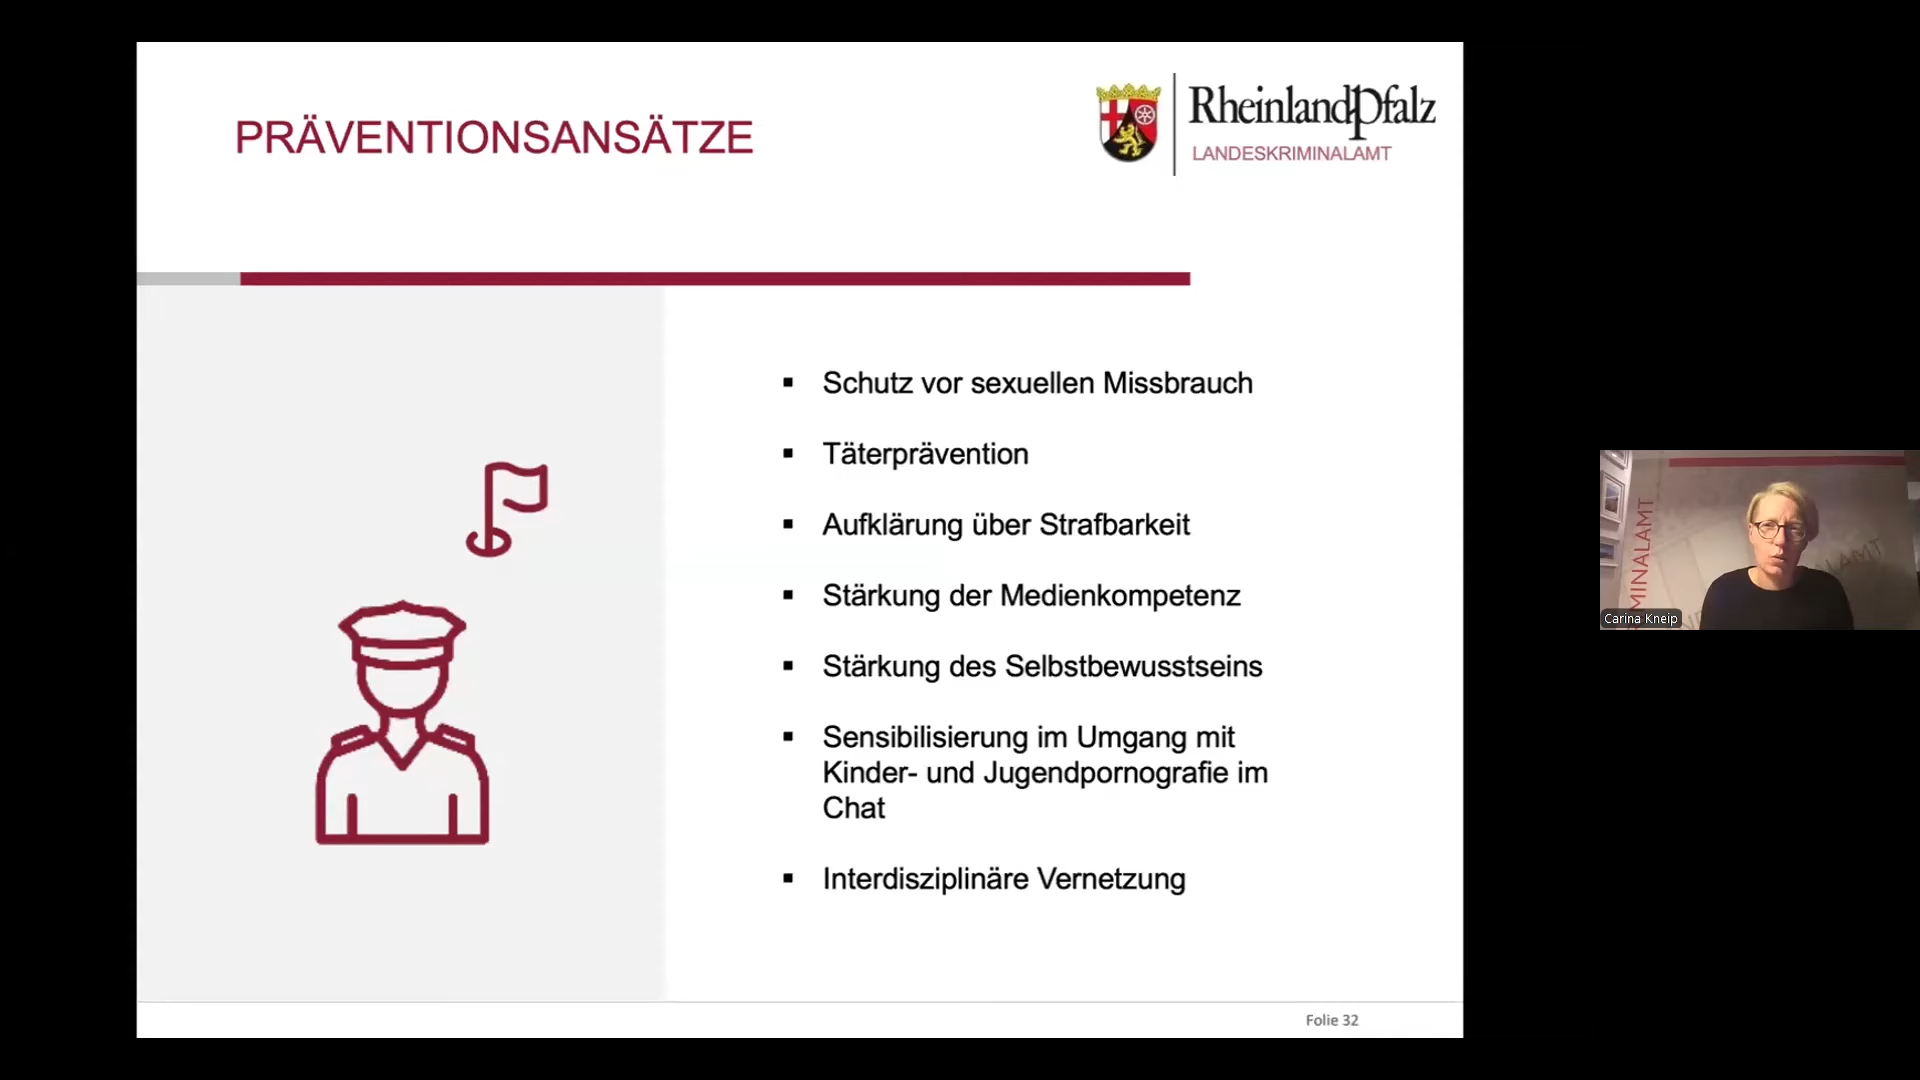 PRÄVENTIONSANSÄTZE
RheinlandPfalz
LANDESKRIMINALAMT
▪ Schutz vor sexuellen Missbrauch
▪ Täterprävention
▪ Aufklärung über Strafbarkeit
▪ Stärkung der Medienkompetenz
▪ Stärkung des Selbstbewusstseins
▪ Sensibilisierung im Umgang mit
Kinder- und Jugendpornografie im
Chat
▪ Interdisziplinäre Vernetzung
Folie 32
MINALAMT
Carina Kneip